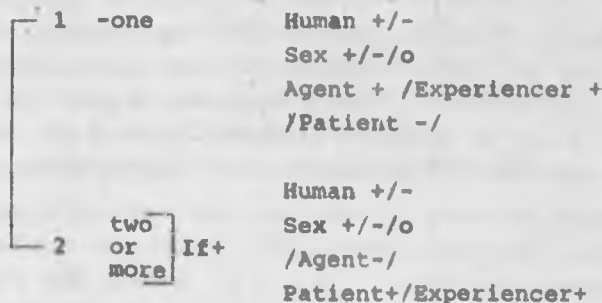 1 -one Human +/-
Sex +/-/o
Agent + /Experiencer +
/Patient -/
Human +/-
two Sex +/-/o
2 or If+ /Agent-/
more Patient+/Experiencer+